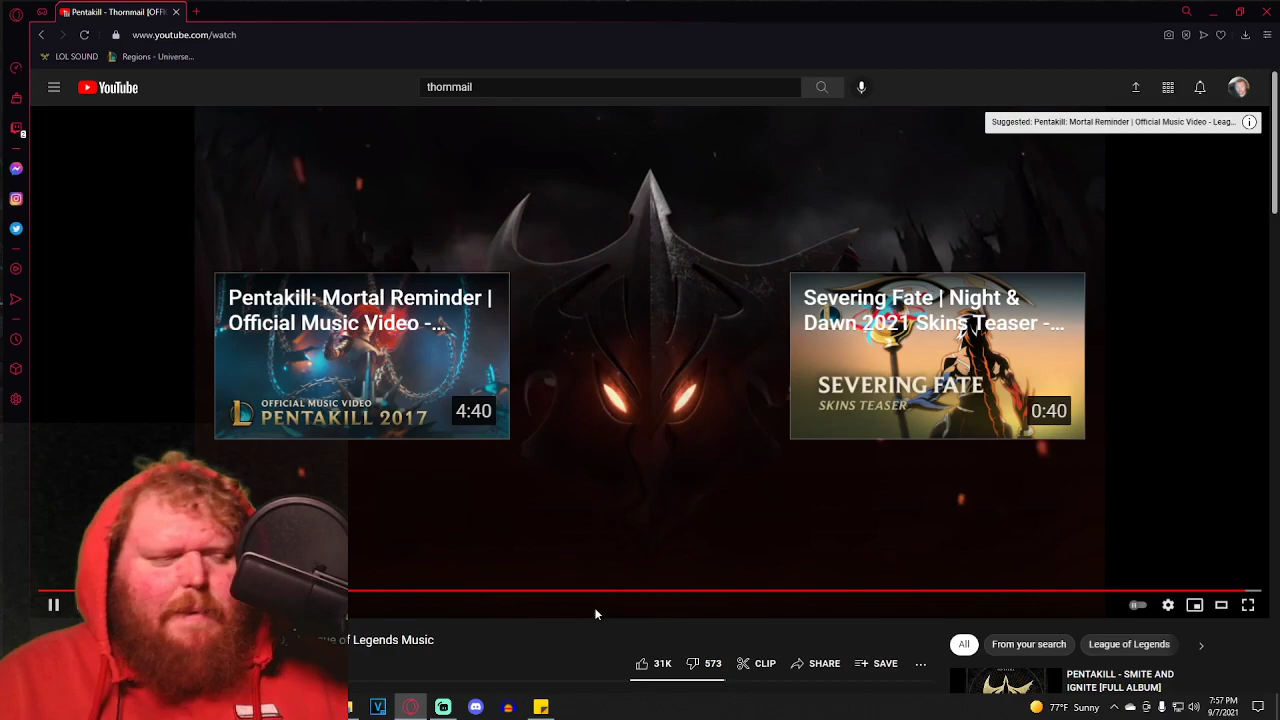 Pentakill - Thornmail [OFFI
www.youtube.com/watch
LOL SOUND
Regions - Universe...
YouTube
thornmail
Suggested: Pentakill: Mortal Reminder | Official Music Video - Leag...
Pentakill: Mortal Reminder |
Official Music Video -...
OFFICIAL MUSIC VIDEO
PENTAKILL 2017
4:40
Severing Fate | Night &
Dawn 2021 Skins Teaser -...
SEVERING FATE
SKINS TEASER
0:40
gue of Legends Music
All
From your search
League of Legends
31K
573
CLIP
SHARE
SAVE
PENTAKILL - SMITE AND
IGNITE [FULL ALBUM]
77°F
7:57 PM
9/7/2021